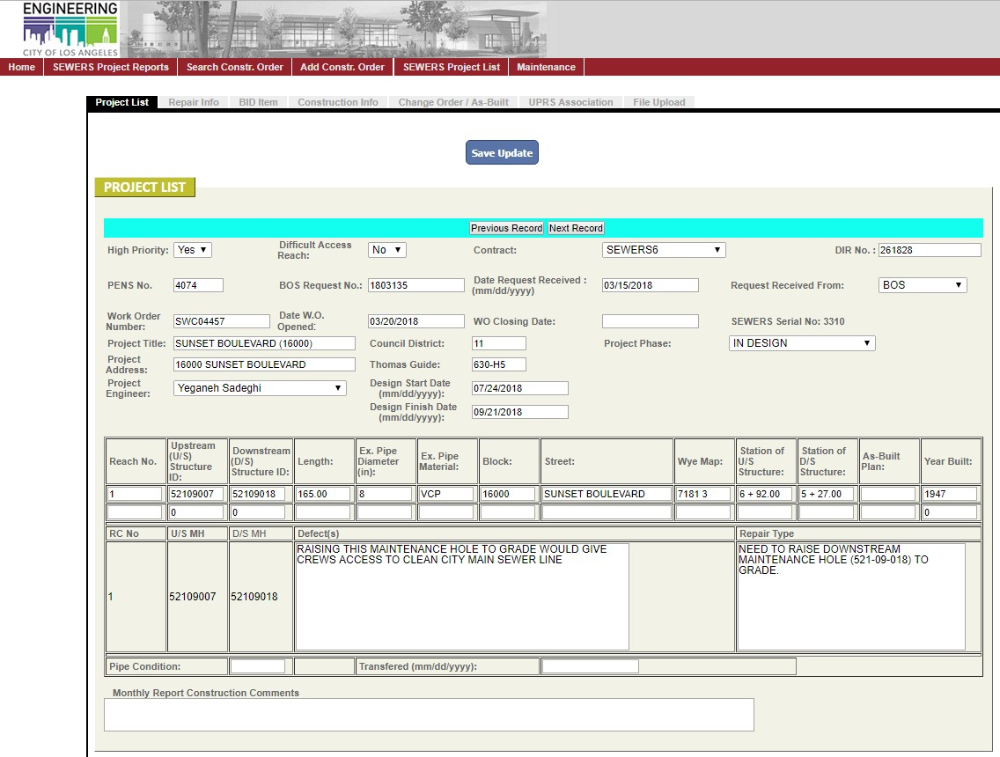 ENGINEERING
CITY OF LOS ANGELES
Home SEWERS Project Reports Search Constr. Order Add Constr. Order SEWERS Project List Maintenance
Project List Repair Info BID Item Construction Info Change Order / As-Built UPRS Association File Upload
Save Update
PROJECT LIST
Previous Record Next Record
High Priority: Yes Difficult Access Reach: No Contract: SEWERS6 DIR No. : 261828
PENS No. 4074 BOS Request No.: 1803135 Date Request Received : (mm/dd/yyyy) 03/15/2018 Request Received From: BOS
Work Order Number: SWC04457 Date W.O. Opened: 03/20/2018 WO Closing Date: SEWERS Serial No: 3310
Project Title: SUNSET BOULEVARD (16000) Council District: 11 Project Phase: IN DESIGN
Project Address: 16000 SUNSET BOULEVARD Thomas Guide: 630-H5
Project Engineer: Yeganeh Sadeghi Design Start Date (mm/dd/yyyy): 07/24/2018
Design Finish Date (mm/dd/yyyy): 09/21/2018
Reach No. Upstream (U/S) Structure ID: Downstream (D/S) Structure ID: Length: Ex. Pipe Diameter (in): Ex. Pipe Material: Block: Street: Wye Map: Station of U/S Structure: Station of D/S Structure: As-Built Plan: Year Built:
1 52109007 52109018 165.00 8 VCP 16000 SUNSET BOULEVARD 7181 3 6 + 92.00 5 + 27.00 1947
0 0 0
RC No U/S MH D/S MH Defect(s) Repair Type
1 52109007 52109018
RAISING THIS MAINTENANCE HOLE TO GRADE WOULD GIVE
CREWS ACCESS TO CLEAN CITY MAIN SEWER LINE
NEED TO RAISE DOWNSTREAM
MAINTENANCE HOLE (521-09-018) TO
GRADE.
Pipe Condition: Transfered (mm/dd/yyyy):
Monthly Report Construction Comments